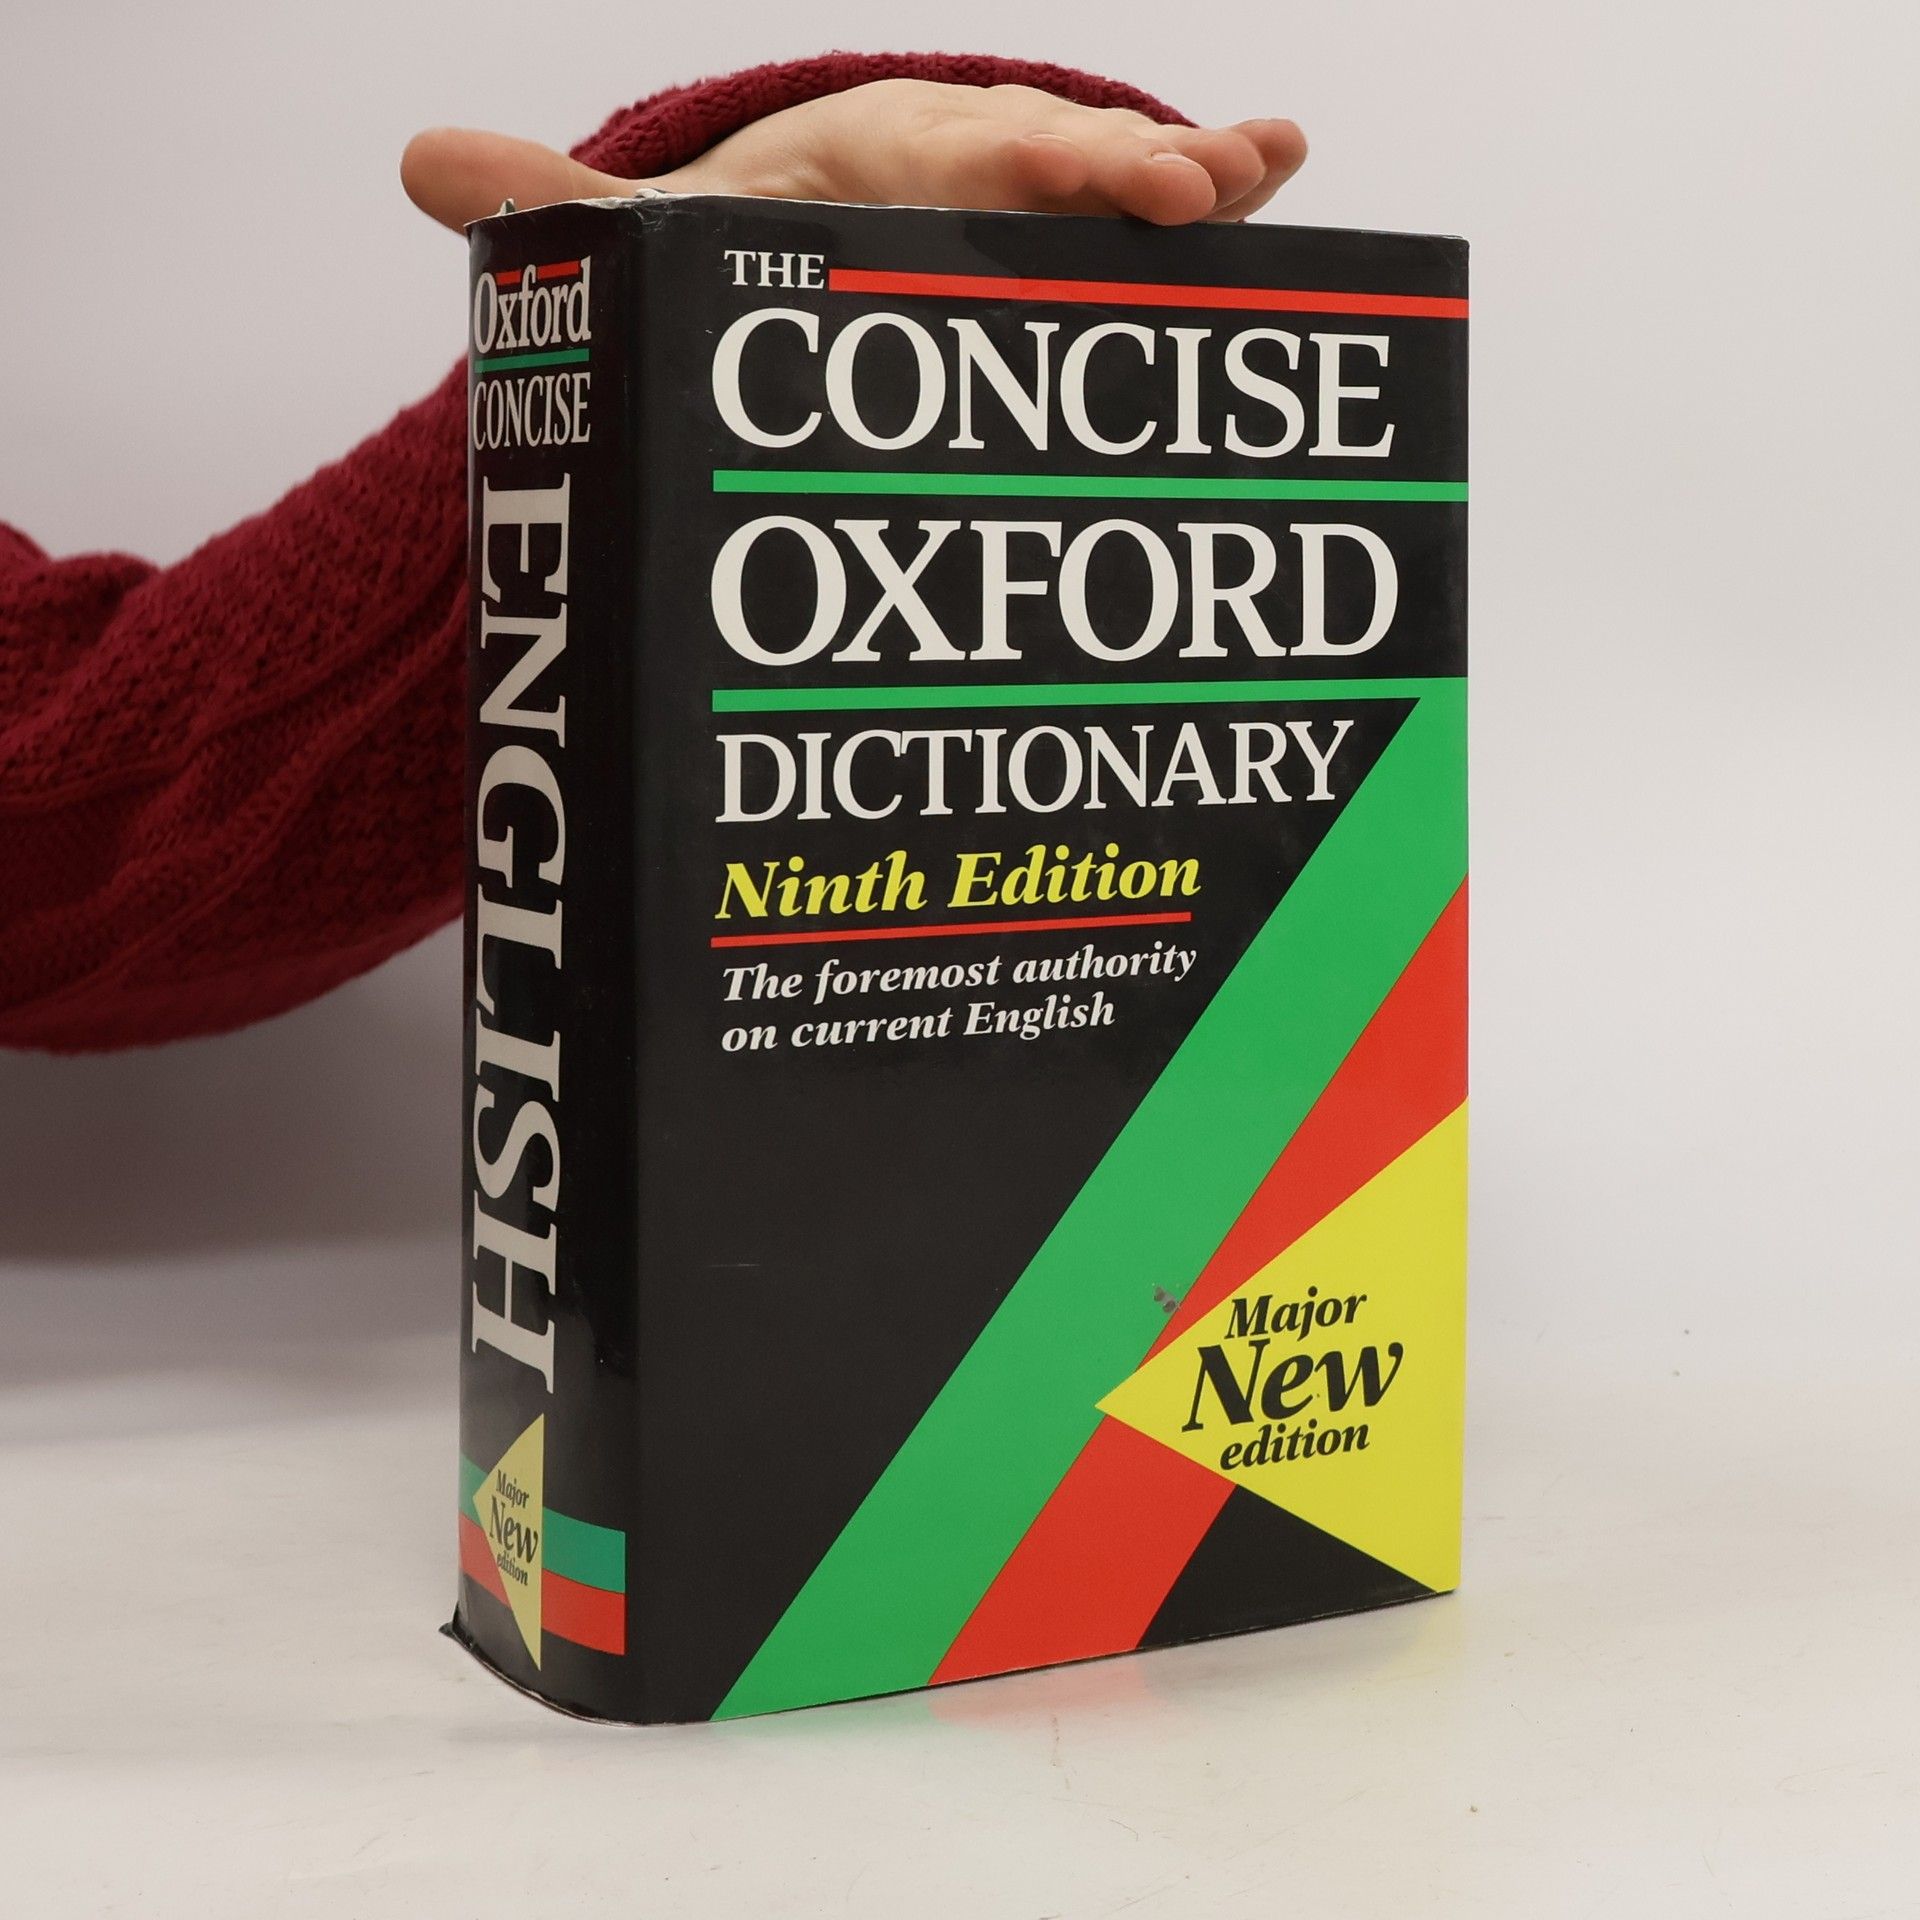 Oxford
CONCISE
ENGLISH
Major
New
edition
THE
CONCISE
OXFORD
DICTIONARY
Ninth Edition
The foremost authority
on current English
Major
New
edition